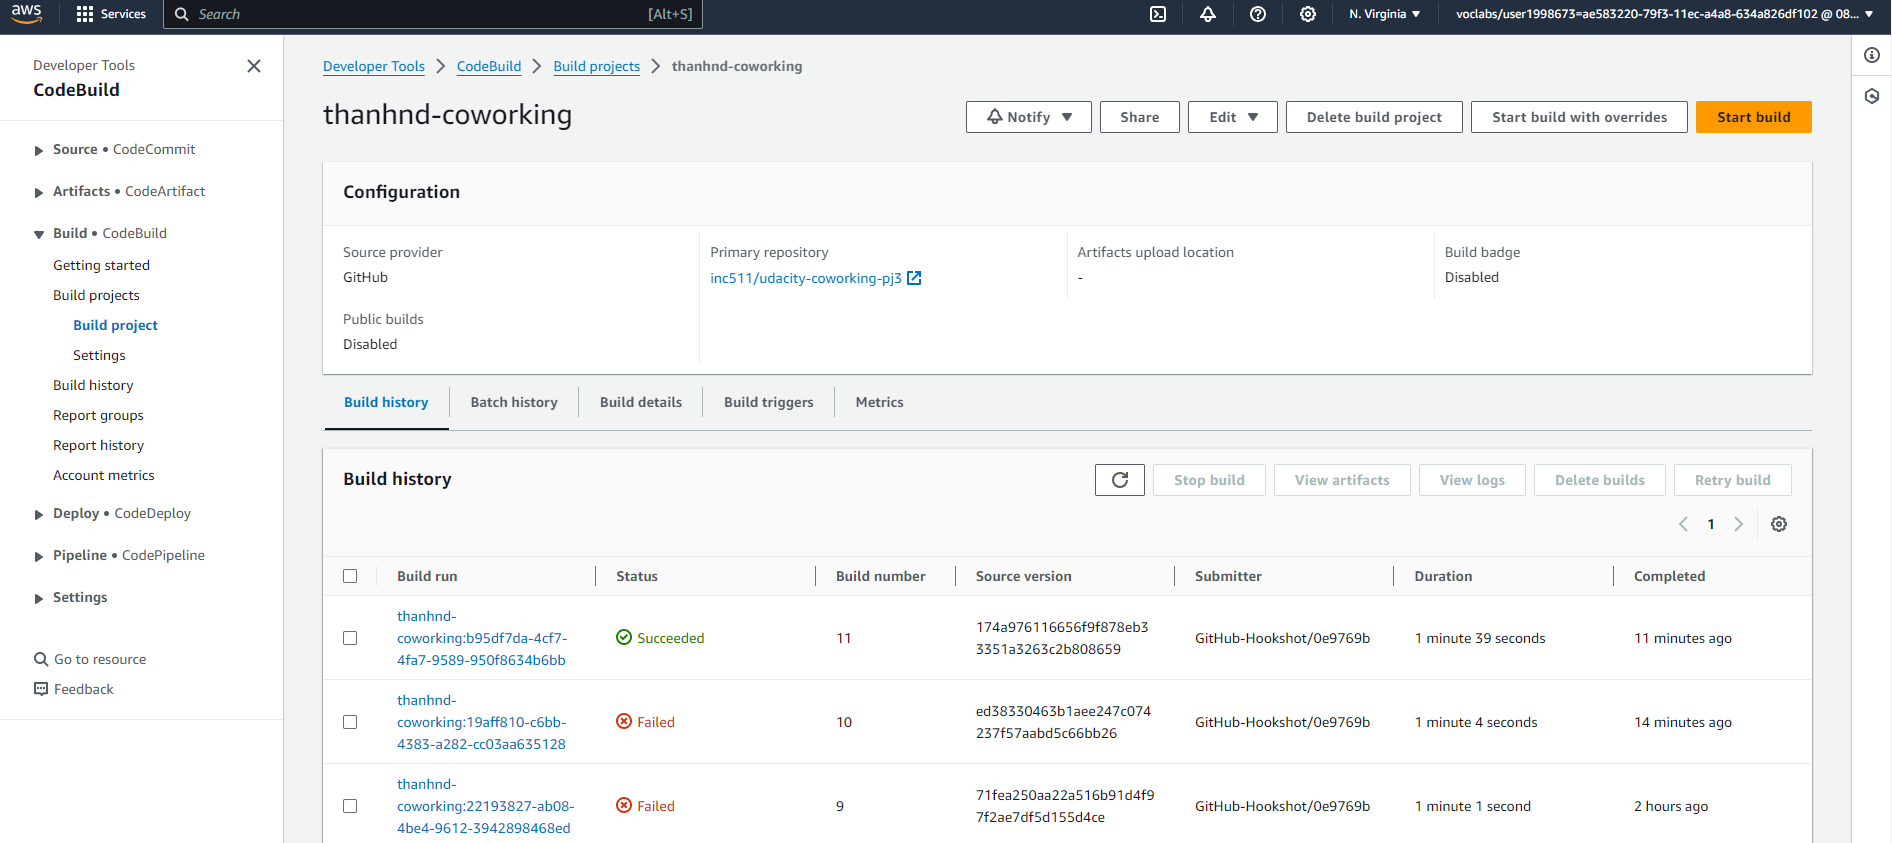 aws
Services
Search
[Alt+S]
N. Virginia
voclabs/user1998673=ae583220-79f3-11ec-a4a8-634a826df102 @ 08...
Developer Tools
CodeBuild
Source • CodeCommit
Artifacts • CodeArtifact
Build • CodeBuild
Getting started
Build projects
Build project
Settings
Build history
Report groups
Report history
Account metrics
Deploy • CodeDeploy
Pipeline • CodePipeline
Settings
Go to resource
Feedback
Developer Tools > CodeBuild > Build projects > thanhnd-coworking
thanhnd-coworking
Notify
Share
Edit
Delete build project
Start build with overrides
Start build
Configuration
Source provider
GitHub
Primary repository
inc511/udacity-coworking-pj3
Artifacts upload location
-
Build badge
Disabled
Public builds
Disabled
Build history
Batch history
Build details
Build triggers
Metrics
Build history
Stop build
View artifacts
View logs
Delete builds
Retry build
1
Build run
Status
Build number
Source version
Submitter
Duration
Completed
thanhnd-
coworking:b95df7da-4cf7-
4fa7-9589-950f8634b6bb
Succeeded
11
174a976116656f9f878eb3
3351a3263c2b808659
GitHub-Hookshot/0e9769b
1 minute 39 seconds
11 minutes ago
thanhnd-
coworking:19aff810-c6bb-
4383-a282-cc03aa635128
Failed
10
ed38330463b1aee247c074
237f57aabd5c66bb26
GitHub-Hookshot/0e9769b
1 minute 4 seconds
14 minutes ago
thanhnd-
coworking:22193827-ab08-
4be4-9612-3942898468ed
Failed
9
71fea250aa22a516b91d4f9
7f2ae7df5d155d4ce
GitHub-Hookshot/0e9769b
1 minute 1 second
2 hours ago